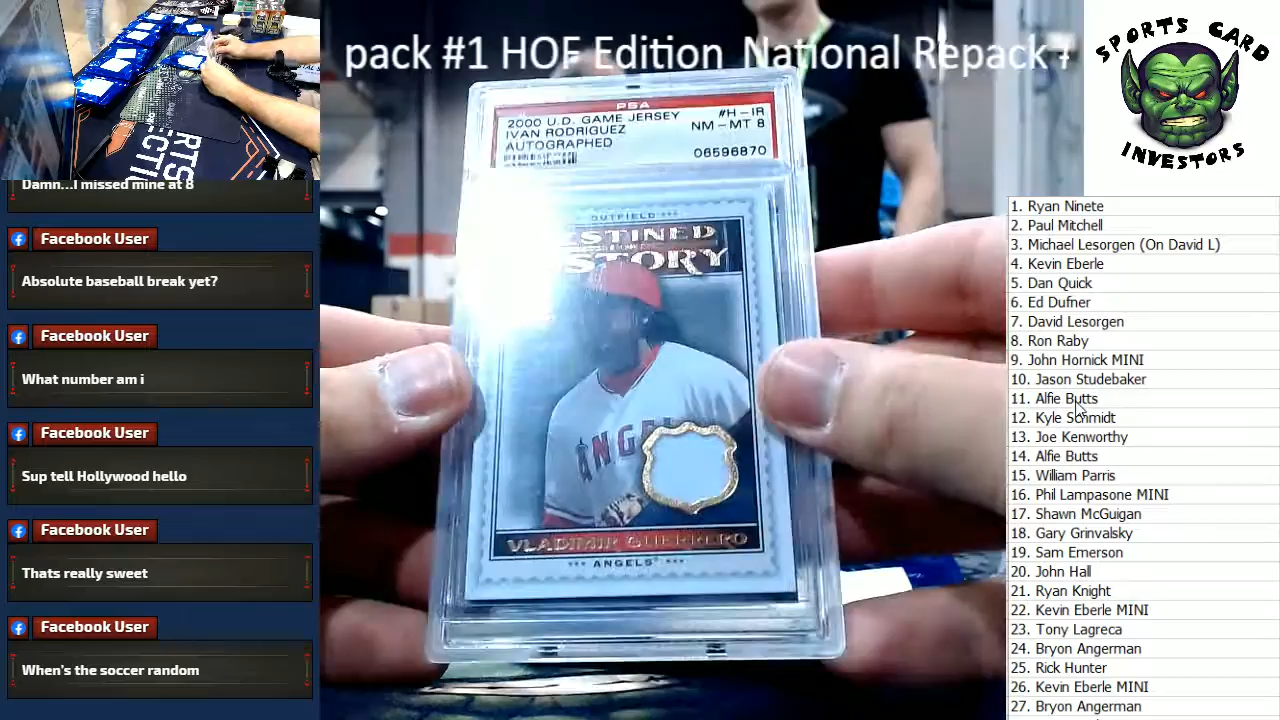 pack #1 HOF Edition National Repack
PSA
2000 U.D. GAME JERSEY #H-IR
IVAN RODRIGUEZ NM-MT 8
AUTOGRAPHED
06596870
OUTFIELD
STINED
STORY
ANGE
VLADIMIR GUERRERO
ANGELS
SPORTS CARD
INVESTORS
Damn...I missed mine at 8
Facebook User
Absolute baseball break yet?
Facebook User
What number am i
Facebook User
Sup tell Hollywood hello
Facebook User
Thats really sweet
Facebook User
When's the soccer random
1. Ryan Ninete
2. Paul Mitchell
3. Michael Lesorgen (On David L)
4. Kevin Eberle
5. Dan Quick
6. Ed Dufner
7. David Lesorgen
8. Ron Raby
9. John Hornick MINI
10. Jason Studebaker
11. Alfie Butts
12. Kyle Schmidt
13. Joe Kenworthy
14. Alfie Butts
15. William Parris
16. Phil Lampasone MINI
17. Shawn McGuigan
18. Gary Grinvalsky
19. Sam Emerson
20. John Hall
21. Ryan Knight
22. Kevin Eberle MINI
23. Tony Lagreca
24. Bryon Angerman
25. Rick Hunter
26. Kevin Eberle MINI
27. Bryon Angerman